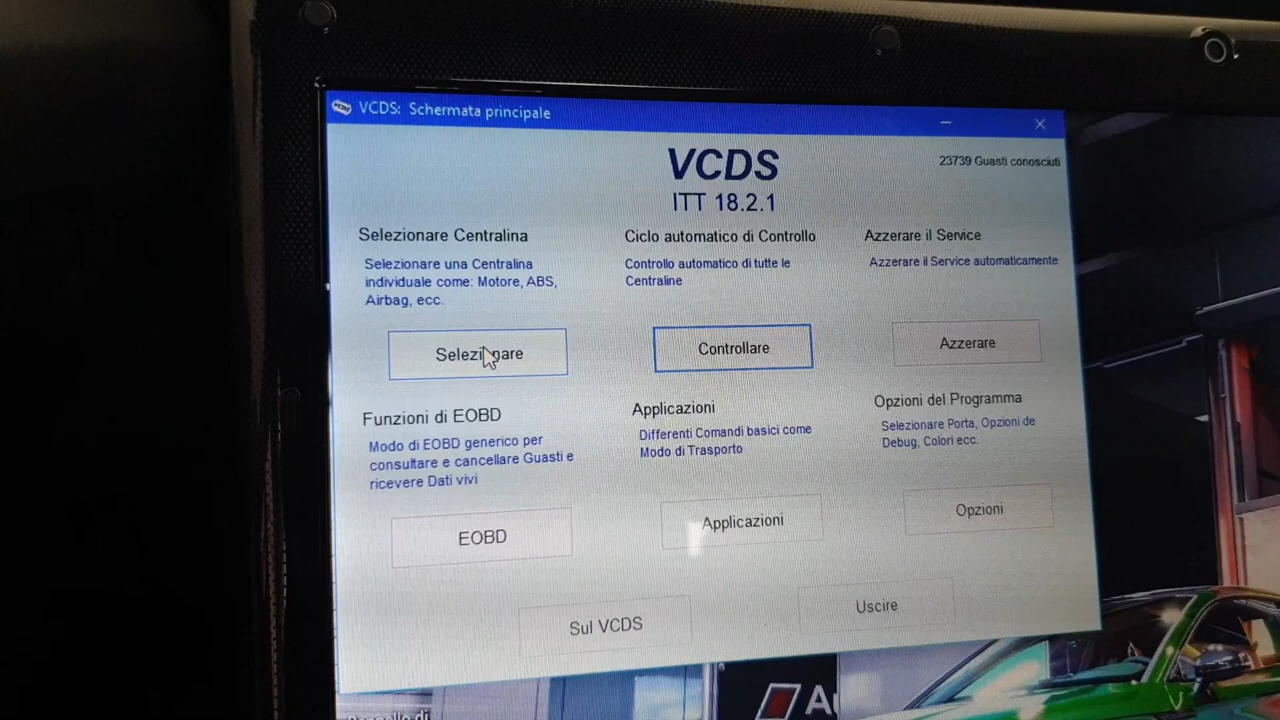 VCDS: Schermata principale
VCDS
23739 Guasti conosciuti
ITT 18.2.1
Selezionare Centralina
Selezionare una Centralina
individuale come: Motore, ABS,
Airbag, ecc.
Selezionare
Ciclo automatico di Controllo
Controllo automatico di tutte le
Centraline
Controllare
Azzerare il Service
Azzerare il Service automaticamente
Azzerare
Funzioni di EOBD
Modo di EOBD generico per
consultare e cancellare Guasti e
ricevere Dati vivi
EOBD
Applicazioni
Differenti Comandi basici come
Modo di Trasporto
Applicazioni
Opzioni del Programma
Selezionare Porta, Opzioni de
Debug, Colori ecc.
Opzioni
Sul VCDS
Uscire